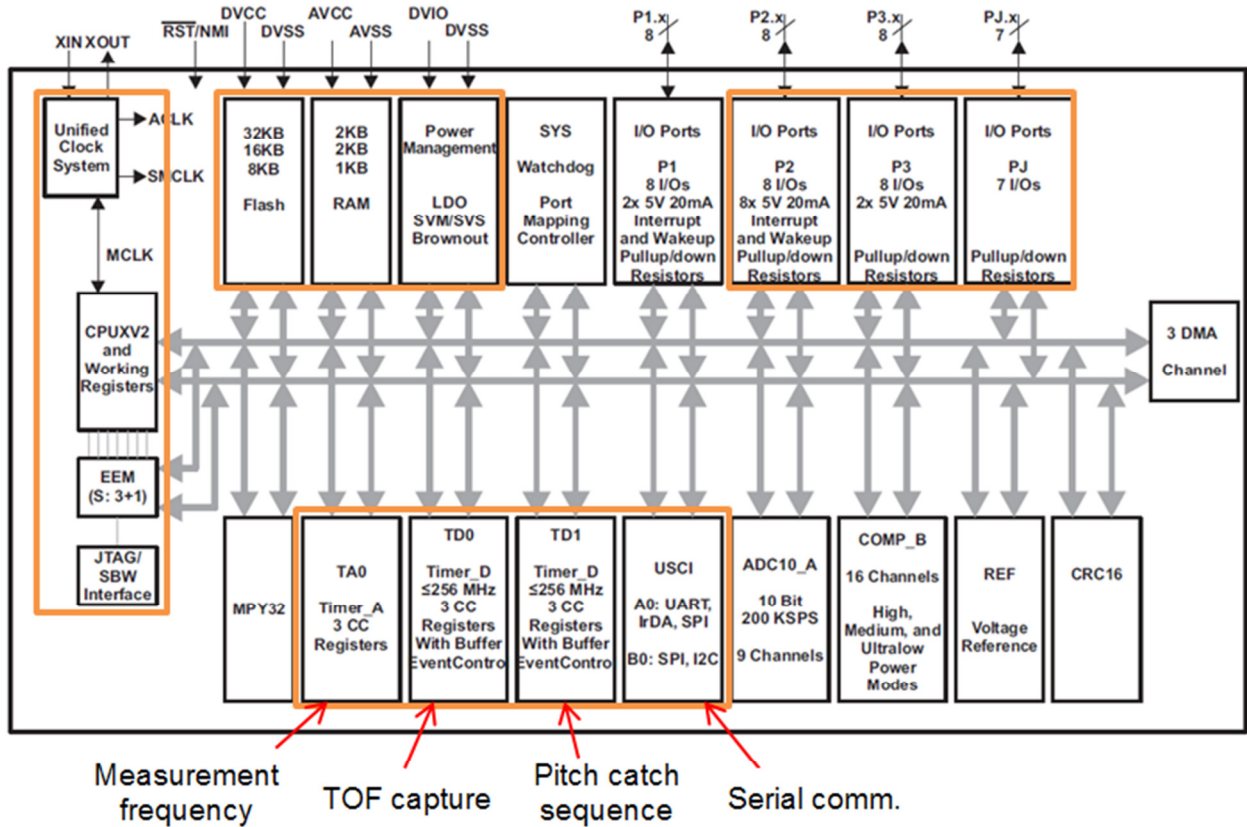 DVCC
AVCC
DVIO
P1.x
P2.x
P3.x
PJ.x
XIN XOUT
RST/NMI
DVSS
AVSS
DVSS
8
8
8
7
Unified
Clock
System
ACLK
SMCLK
MCLK
32KB
16KB
8KB
Flash
2KB
2KB
1KB
RAM
Power
Management
LDO
SVM/SVS
Brownout
SYS
Watchdog
Port
Mapping
Controller
I/O Ports
P1
8 I/Os
2x 5V 20mA
Interrupt
and Wakeup
Pullup/down
Resistors
I/O Ports
P2
8 I/Os
8x 5V 20mA
Interrupt
and Wakeup
Pullup/down
Resistors
I/O Ports
P3
8 I/Os
2x 5V 20mA
Pullup/down
Resistors
I/O Ports
PJ
7 I/Os
Pullup/down
Resistors
CPUXV2
and
Working
Registers
3 DMA
Channel
EEM
(S: 3+1)
JTAG/
SBW
Interface
MPY32
TA0
Timer_A
3 CC
Registers
TD0
Timer_D
≤256 MHz
3 CC
Registers
With Buffer
EventContro
TD1
Timer_D
≤256 MHz
3 CC
Registers
With Buffer
EventContro
USCI
A0: UART,
IrDA, SPI
B0: SPI, I2C
ADC10_A
10 Bit
200 KSPS
9 Channels
COMP_B
16 Channels
High,
Medium, and
Ultralow
Power
Modes
REF
Voltage
Reference
CRC16
Measurement
frequency
TOF capture
Pitch catch
sequence
Serial comm.